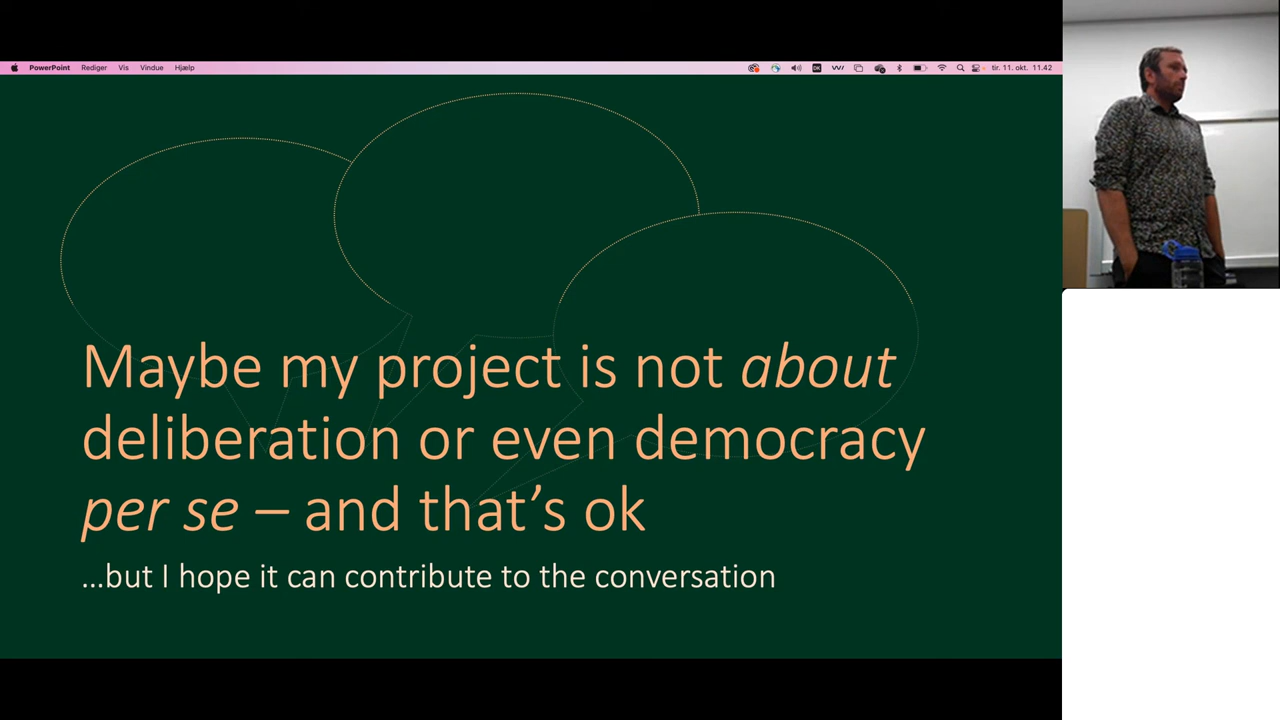 PowerPoint Rediger Vis Vindue Hjælp tir. 11. okt. 11.42
Maybe my project is not about
deliberation or even democracy
per se – and that’s ok
…but I hope it can contribute to the conversation